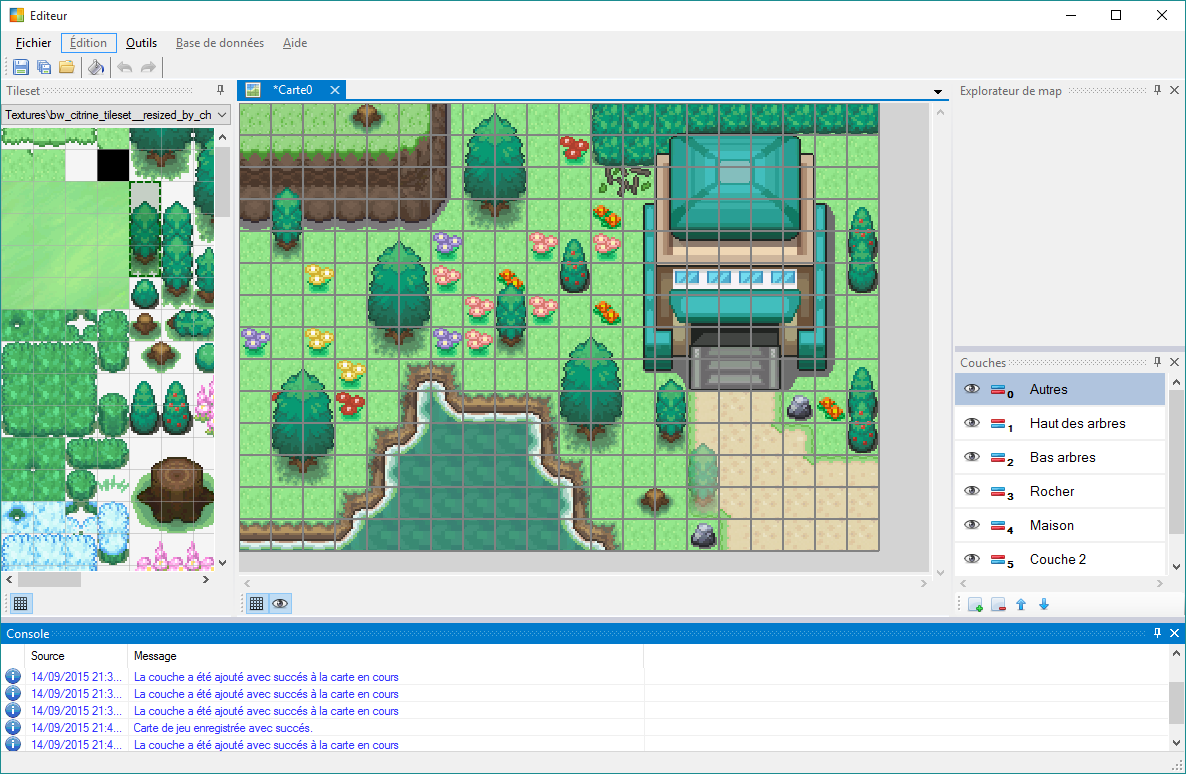 Editeur
Fichier Édition Outils Base de données Aide
Tileset
*Carte0
Explorateur de map
Textures\bw_citrine_tileset__resized_by_ch
Couches
0 Autres
1 Haut des arbres
2 Bas arbres
3 Rocher
4 Maison
5 Couche 2
Console
Source Message
14/09/2015 21:3... La couche a été ajouté avec succés à la carte en cours
14/09/2015 21:3... La couche a été ajouté avec succés à la carte en cours
14/09/2015 21:3... La couche a été ajouté avec succés à la carte en cours
14/09/2015 21:4... Carte de jeu enregistrée avec succés.
14/09/2015 21:4... La couche a été ajouté avec succés à la carte en cours